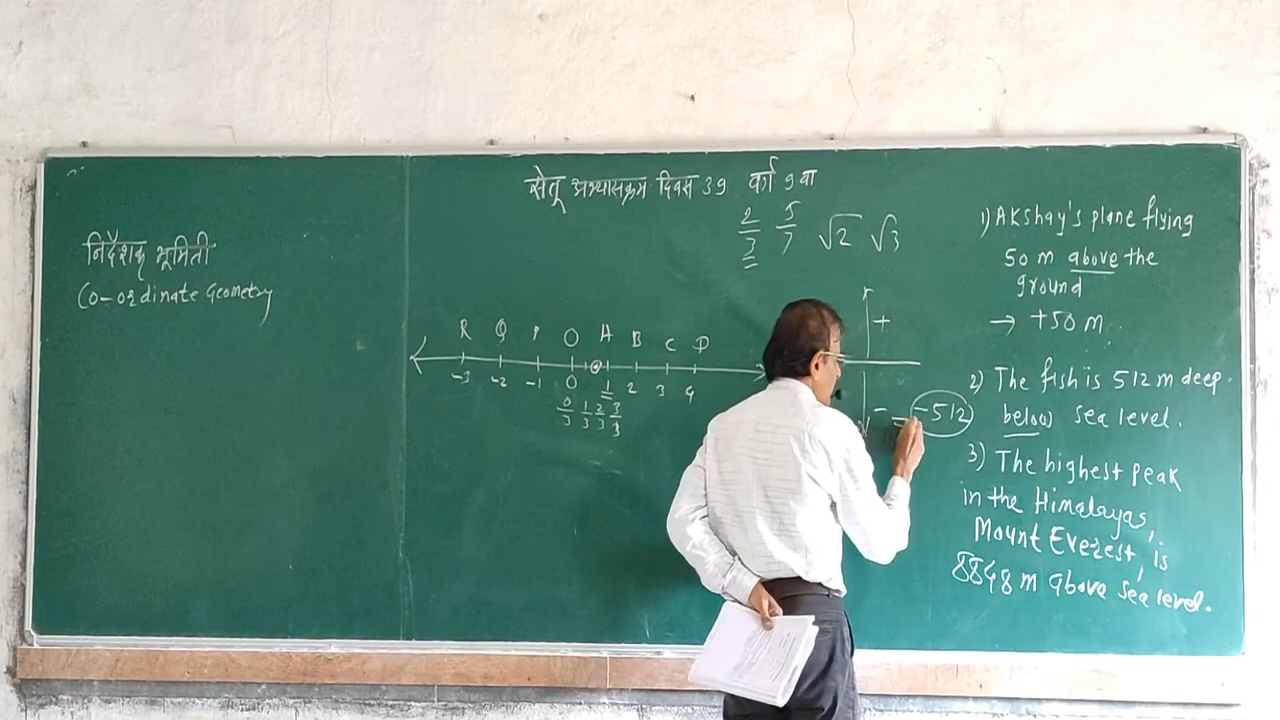 सेतू अभ्यासक्रम दिवस 39 वर्ग 9 वा
निर्देशक भूमिती
Co-ordinate Geometry
2/3 5/7 √2 √3
R Q P O A B C D
-3 -2 -1 0 1 2 3 4
0/3 1/3 2/3 3/3
+
- -512
1) Akshay's plane flying
50 m above the
ground
→ +50 m.
2) The fish is 512 m deep.
below sea level.
3) The highest peak
in the Himalayas,
Mount Everest, is
8848 m above sea level.